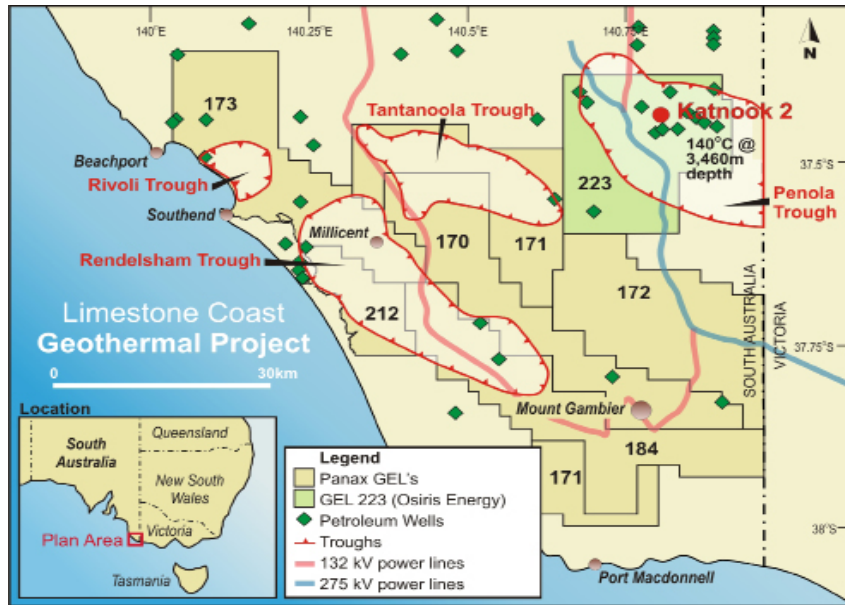 140°E
140.25°E
140.5°E
140.75°E
N
173
Tantanoola Trough
Katnook 2
140°C @
3,460m
depth
Beachport
37.5°S
Rivoli Trough
223
Penola
Trough
Southend
Millicent
170
171
Rendelsham Trough
172
212
SOUTH AUSTRALIA
VICTORIA
Limestone Coast
Geothermal Project
0
30km
37.75°S
Mount Gambier
Location
South
Australia
Queensland
New South
Wales
Victoria
Plan Area
Tasmania
184
171
Legend
Panax GEL's
GEL 223 (Osiris Energy)
Petroleum Wells
Troughs
132 kV power lines
275 kV power lines
38°S
Port Macdonnell